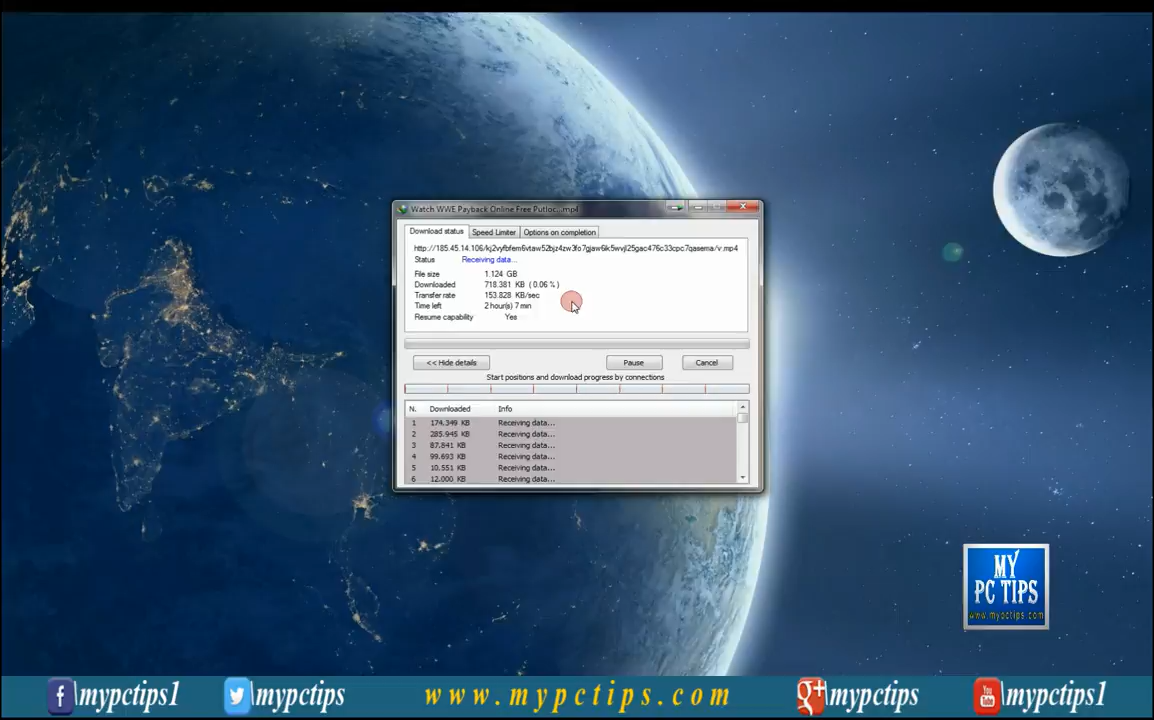 Watch WWE Payback Online Free Putloc...mp4
Download status Speed Limiter Options on completion
Status Receiving data...
File size 1.124 GB
Downloaded 718.381 KB ( 0.06 % )
Transfer rate 153.828 KB/sec
Time left 2 hour(s) 7 min
Resume capability Yes
<< Hide details Pause Cancel
Start positions and download progress by connections
N. Downloaded Info
1 174.349 KB Receiving data...
2 285.945 KB Receiving data...
3 87.841 KB Receiving data...
4 99.693 KB Receiving data...
5 10.551 KB Receiving data...
6 12.000 KB Receiving data...
MY
PC TIPS
www.mypctips.com
f \mypctips1 \mypctips www.mypctips.com g+ \mypctips You Tube \mypctips1